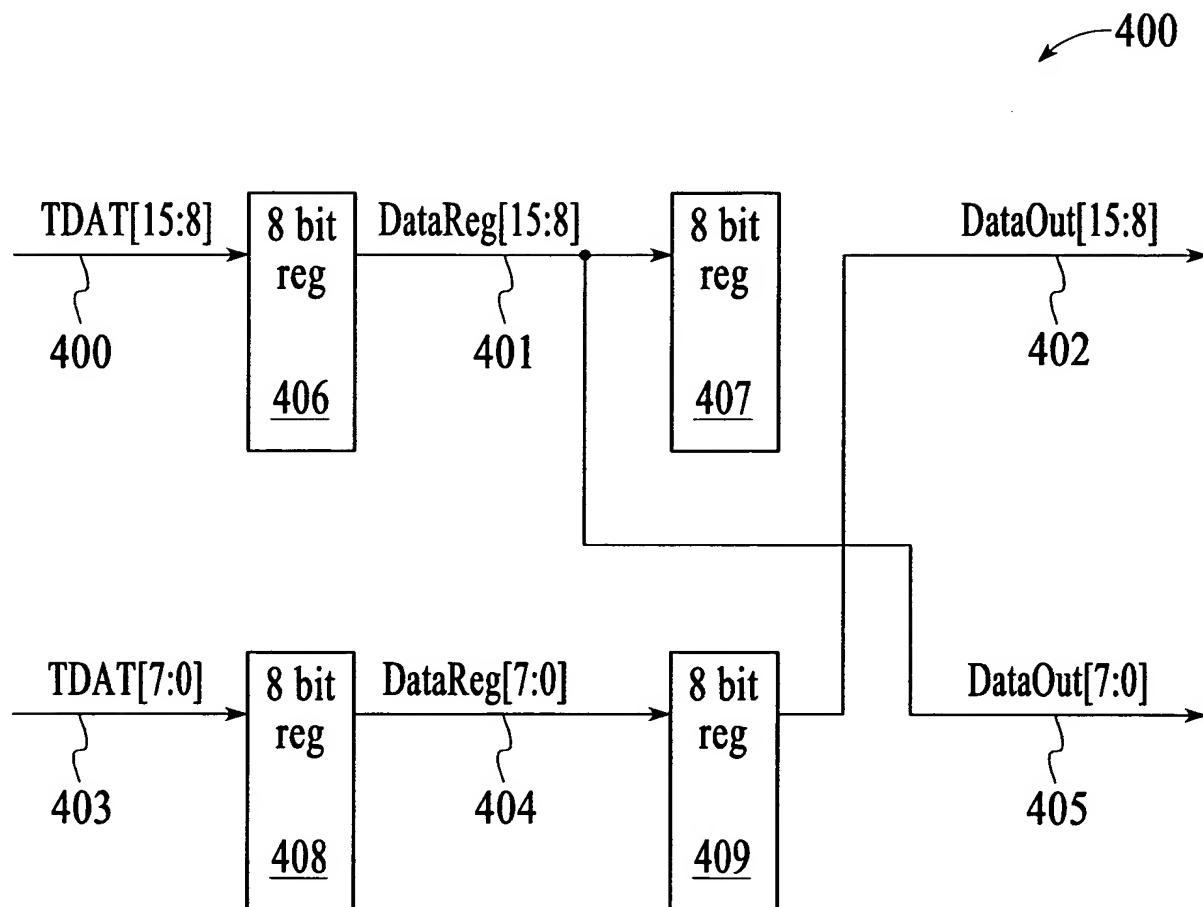 400
TDAT[15:8]
8 bit
reg
DataReg[15:8]
8 bit
reg
DataOut[15:8]
400
401
402
406
407
TDAT[7:0]
8 bit
reg
DataReg[7:0]
8 bit
reg
DataOut[7:0]
403
404
405
408
409